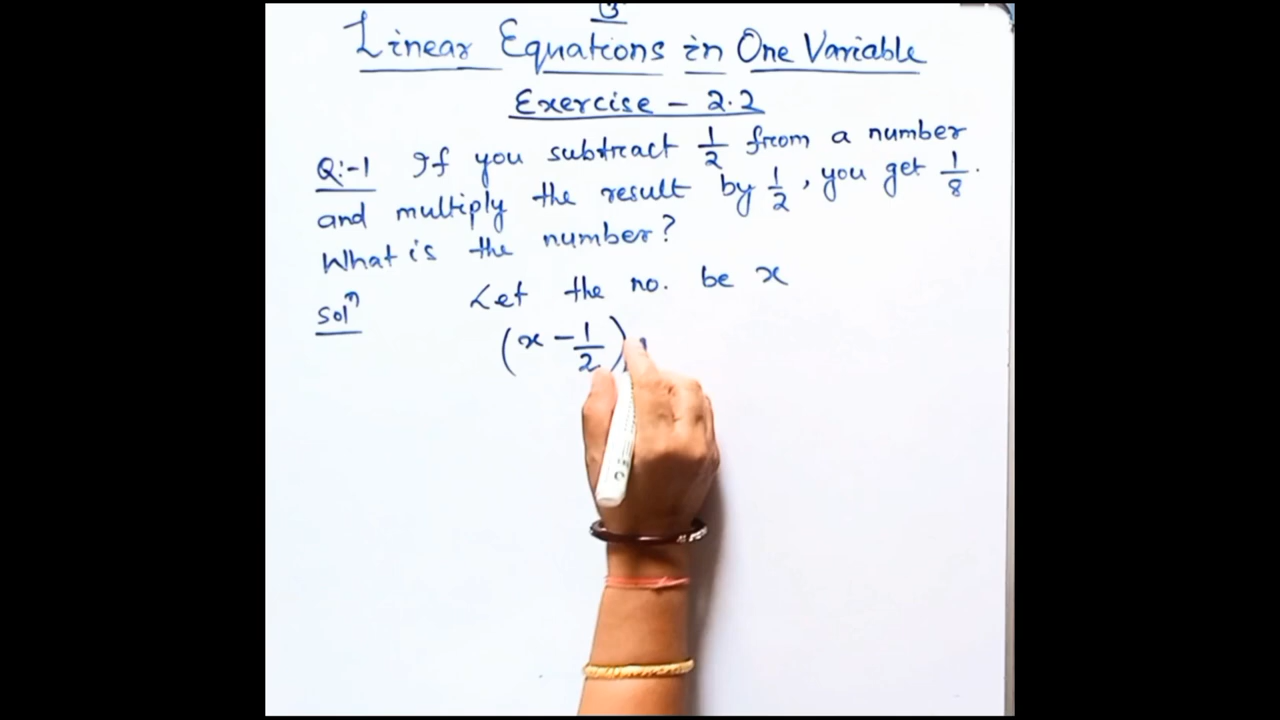 3
Linear Equations in One Variable
Exercise - 2.2
Q:-1 If you subtract 1/2 from a number
and multiply the result by 1/2, you get 1/8.
What is the number?
Solⁿ Let the no. be x
(x - 1/2)